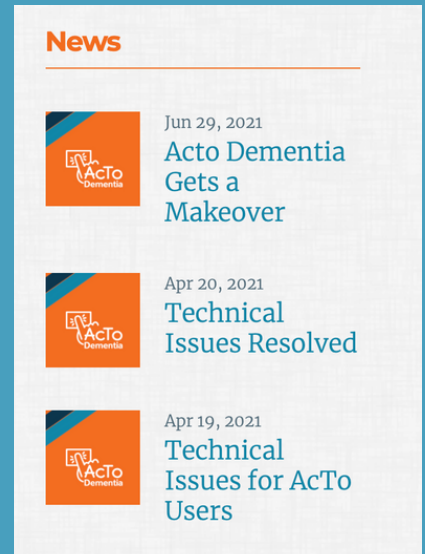 News
AcTo
Dementia
Jun 29, 2021
Acto Dementia
Gets a
Makeover
AcTo
Dementia
Apr 20, 2021
Technical
Issues Resolved
AcTo
Dementia
Apr 19, 2021
Technical
Issues for AcTo
Users